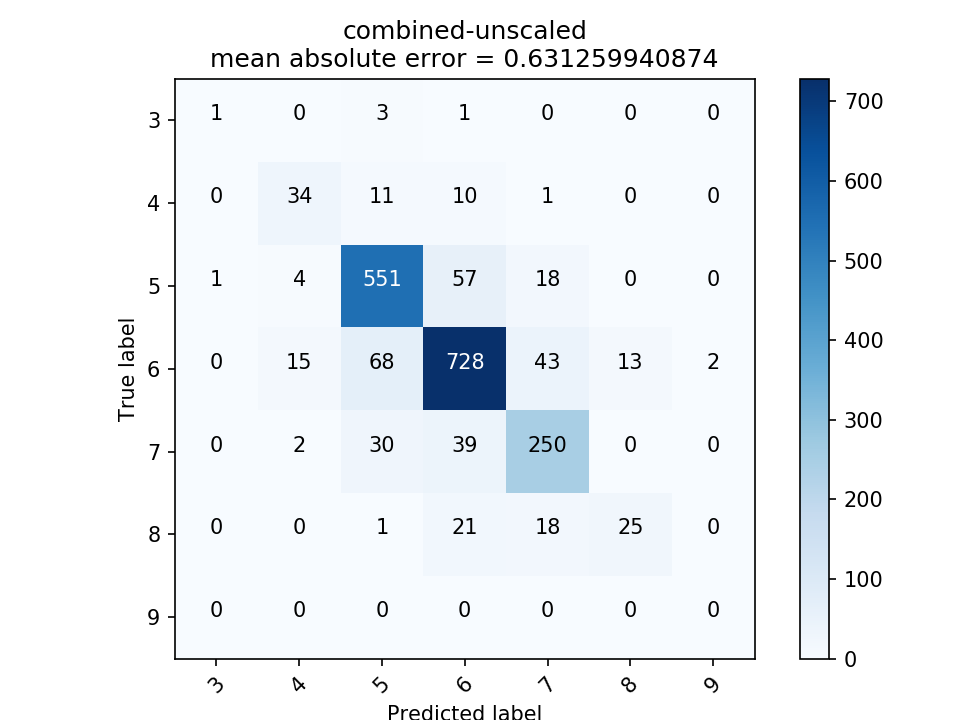 combined-unscaled
mean absolute error = 0.631259940874
3 1 0 3 1 0 0 0
4 0 34 11 10 1 0 0
5 1 4 551 57 18 0 0
6 0 15 68 728 43 13 2
7 0 2 30 39 250 0 0
8 0 0 1 21 18 25 0
9 0 0 0 0 0 0 0
3 4 5 6 7 8 9
True label
Predicted label
700
600
500
400
300
200
100
0